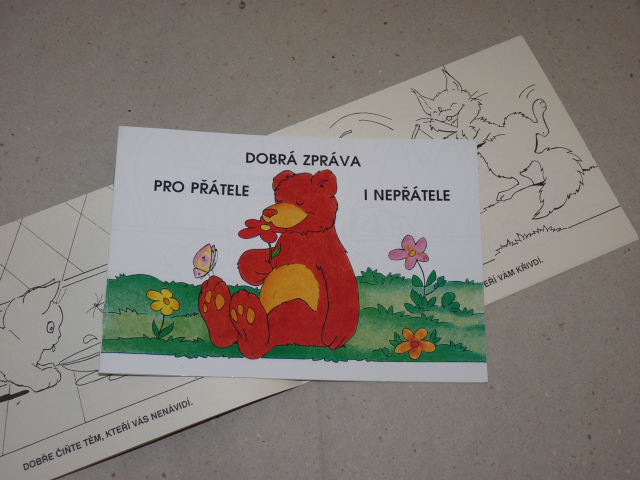 DOBRÁ ZPRÁVA
PRO PŘÁTELE I NEPŘÁTELE
KTEŘÍ VÁM KŘIVDÍ.
DOBŘE ČIŇTE TĚM, KTEŘÍ VÁS NENÁVIDÍ.